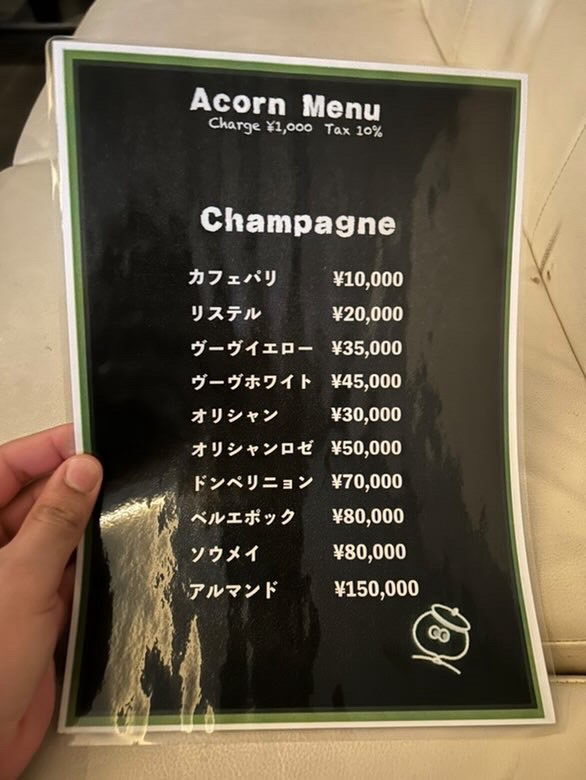 Acorn Menu
Charge ¥1,000 Tax 10%
Champagne
カフェパリ ¥10,000
リステル ¥20,000
ヴーヴイエロー ¥35,000
ヴーヴホワイト ¥45,000
オリシャン ¥30,000
オリシャンロゼ ¥50,000
ドンペリニョン ¥70,000
ベルエポック ¥80,000
ソウメイ ¥80,000
アルマンド ¥150,000